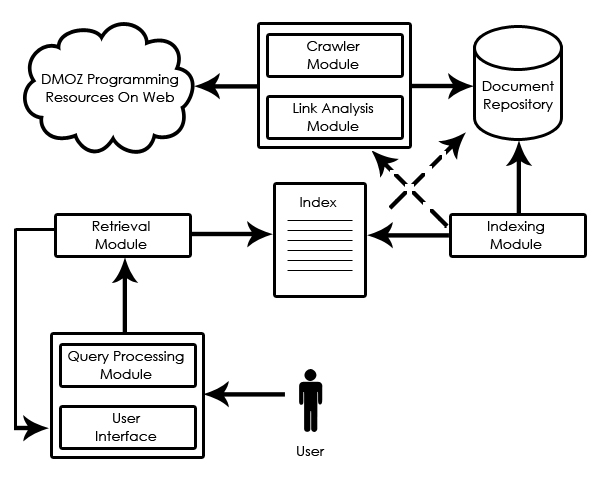 DMOZ Programming
Resources On Web
Crawler
Module
Link Analysis
Module
Document
Repository
Index
Retrieval
Module
Indexing
Module
Query Processing
Module
User
Interface
User